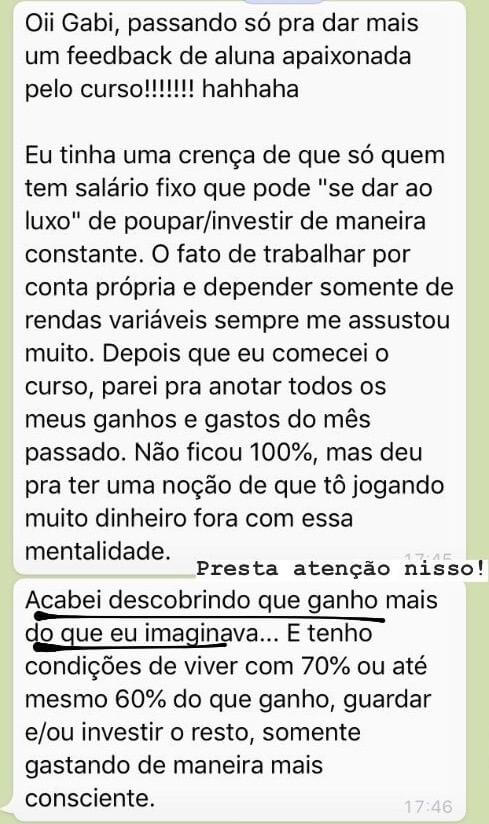 Oii Gabi, passando só pra dar mais
um feedback de aluna apaixonada
pelo curso!!!!!!! hahhaha
Eu tinha uma crença de que só quem
tem salário fixo que pode "se dar ao
luxo" de poupar/investir de maneira
constante. O fato de trabalhar por
conta própria e depender somente de
rendas variáveis sempre me assustou
muito. Depois que eu comecei o
curso, parei pra anotar todos os
meus ganhos e gastos do mês
passado. Não ficou 100%, mas deu
pra ter uma noção de que tô jogando
muito dinheiro fora com essa
mentalidade.
17:45
Presta atenção nisso!
Acabei descobrindo que ganho mais
do que eu imaginava... E tenho
condições de viver com 70% ou até
mesmo 60% do que ganho, guardar
e/ou investir o resto, somente
gastando de maneira mais
consciente.
17:46